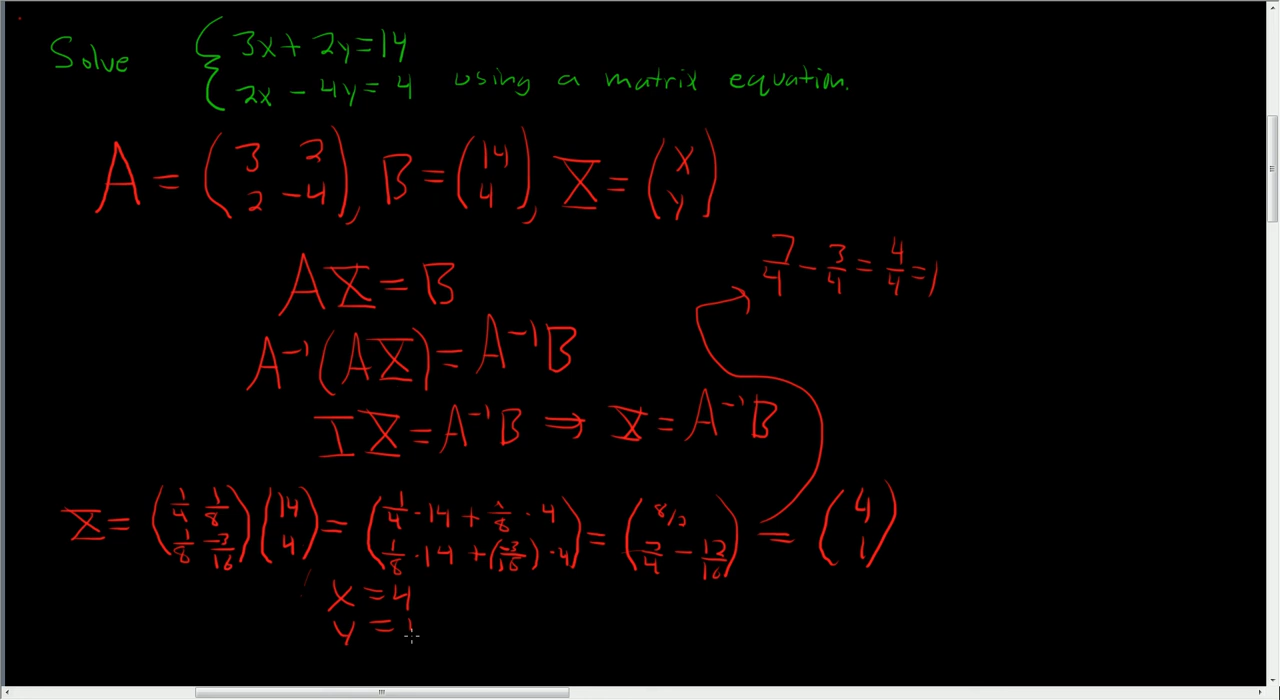 Solve { 3x + 2y = 14
2x - 4y = 4 using a matrix equation.
A = (3 2
2 -4), B = (14
4), X = (x
y)
7/4 - 3/4 = 4/4 = 1
AX = B
A⁻¹(AX) = A⁻¹B
IX = A⁻¹B ⇒ X = A⁻¹B
X = (1/4 1/8
1/8 -3/16) (14
4) = (1/4 · 14 + 1/8 · 4
1/8 · 14 + (-3/16) · 4) = (8/2
7/4 - 12/16) = (4
1)
x = 4
y = 1